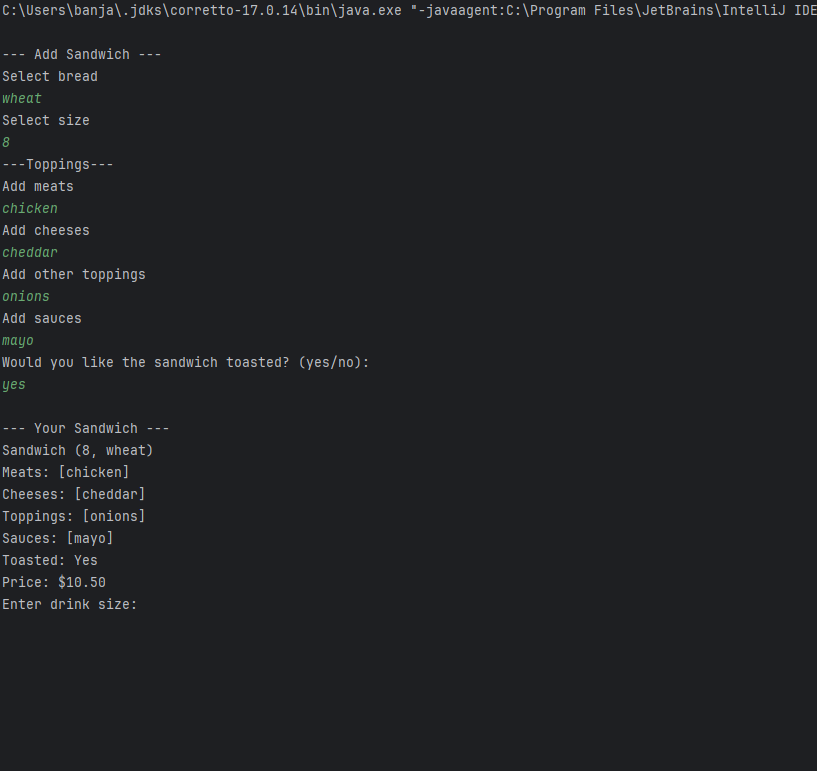 C:\Users\banja\.jdks\corretto-17.0.14\bin\java.exe "-javaagent:C:\Program Files\JetBrains\IntelliJ IDE
--- Add Sandwich ---
Select bread
wheat
Select size
8
---Toppings---
Add meats
chicken
Add cheeses
cheddar
Add other toppings
onions
Add sauces
mayo
Would you like the sandwich toasted? (yes/no):
yes
--- Your Sandwich ---
Sandwich (8, wheat)
Meats: [chicken]
Cheeses: [cheddar]
Toppings: [onions]
Sauces: [mayo]
Toasted: Yes
Price: $10.50
Enter drink size: